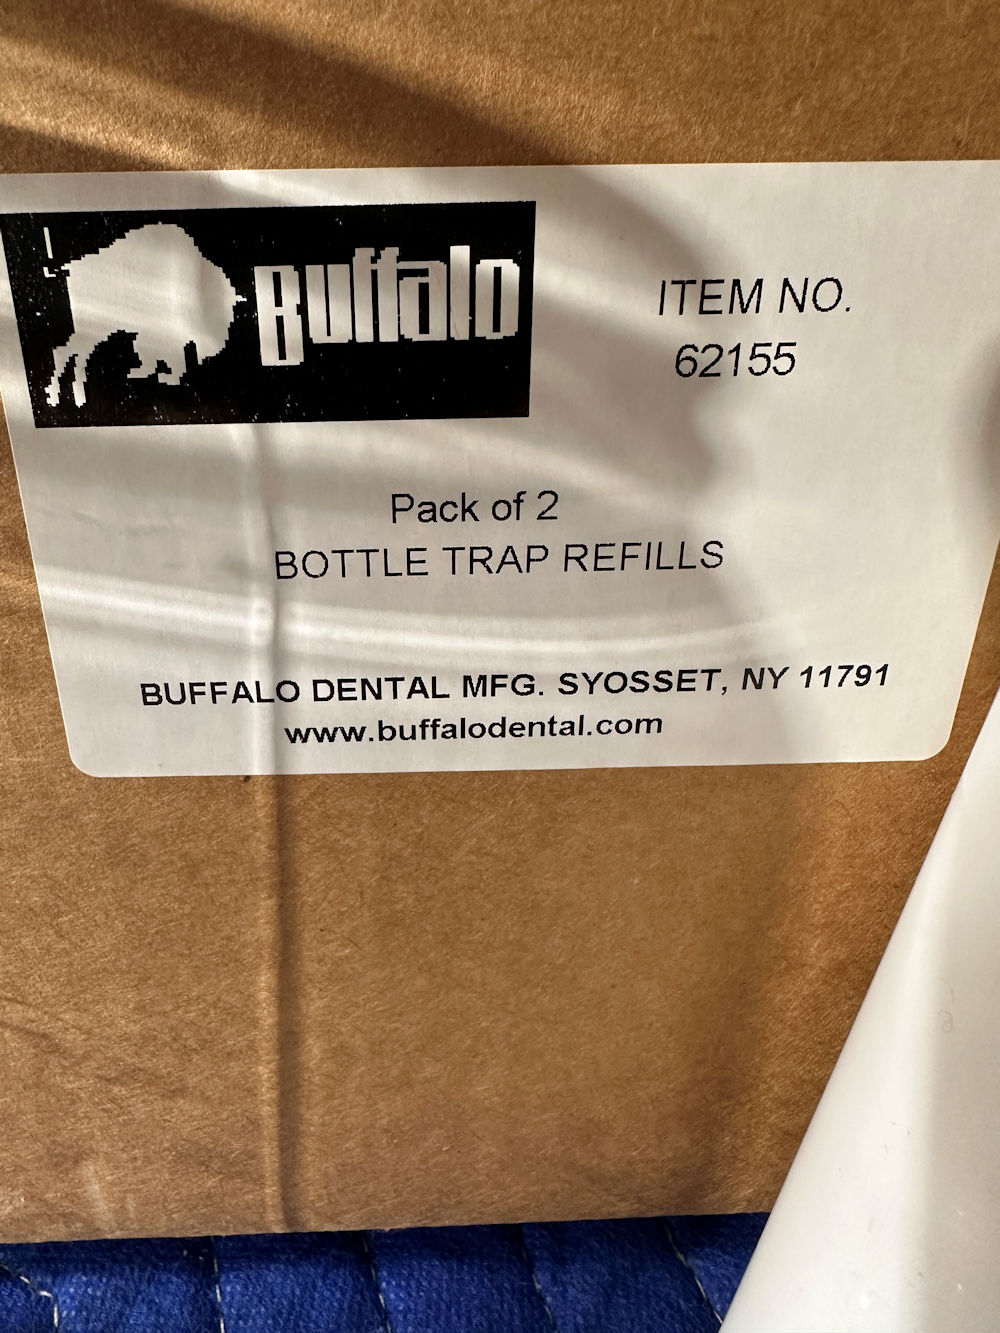 Buffalo
ITEM NO.
62155
Pack of 2
BOTTLE TRAP REFILLS
BUFFALO DENTAL MFG. SYOSSET, NY 11791
www.buffalodental.com